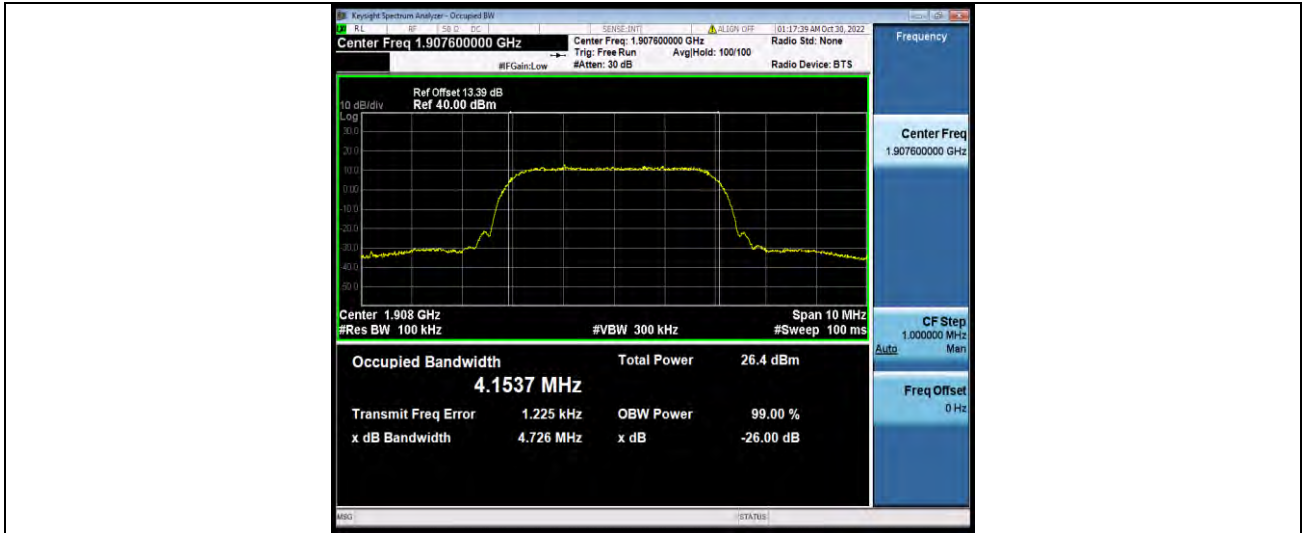 Keysight Spectrum Analyzer - Occupied BW
RL RF 50 Ω DC SENSE:INT ALIGN OFF 01:17:39 AM Oct 30, 2022
Center Freq 1.907600000 GHz
Center Freq: 1.907600000 GHz Radio Std: None
Trig: Free Run Avg|Hold: 100/100
#IFGain:Low #Atten: 30 dB Radio Device: BTS
Ref Offset 13.39 dB
10 dB/div Ref 40.00 dBm
Log
30.0
20.0
10.0
0.00
-10.0
-20.0
-30.0
-40.0
-50.0
Center 1.908 GHz Span 10 MHz
#Res BW 100 kHz #VBW 300 kHz #Sweep 100 ms
Occupied Bandwidth Total Power 26.4 dBm
4.1537 MHz
Transmit Freq Error 1.225 kHz OBW Power 99.00 %
x dB Bandwidth 4.726 MHz x dB -26.00 dB
MSG STATUS
Frequency
Center Freq
1.907600000 GHz
CF Step
1.000000 MHz
Auto Man
Freq Offset
0 Hz